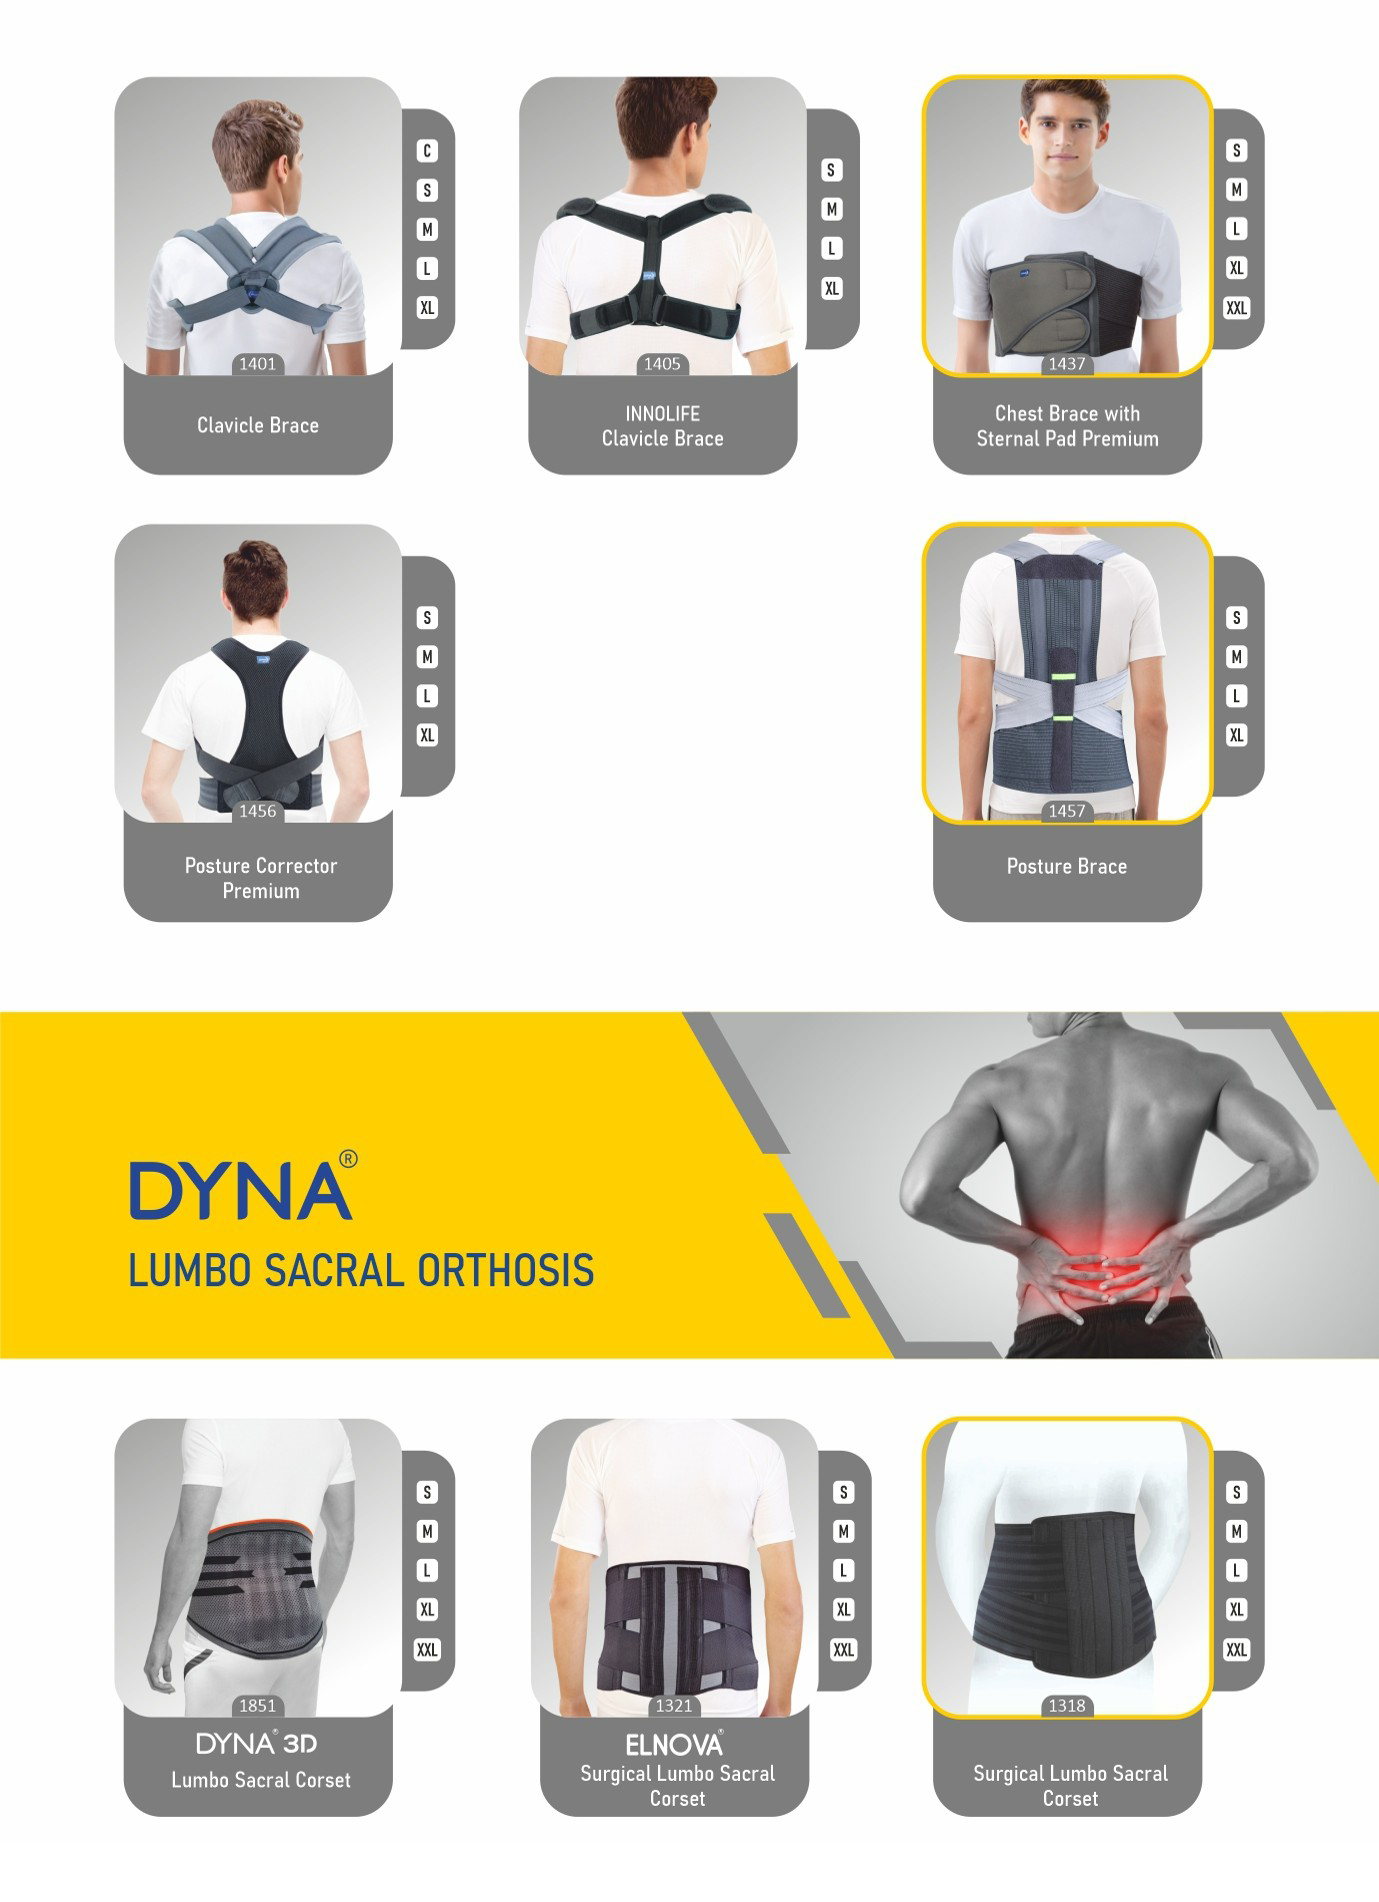 C
S
M
L
XL
1401
Clavicle Brace
S
M
L
XL
1405
INNOLIFE
Clavicle Brace
S
M
L
XL
XXL
1437
Chest Brace with
Sternal Pad Premium
S
M
L
XL
1456
Posture Corrector
Premium
S
M
L
XL
1457
Posture Brace
DYNA®
LUMBO SACRAL ORTHOSIS
S
M
L
XL
XXL
1851
DYNA® 3D
Lumbo Sacral Corset
S
M
L
XL
XXL
1321
ELNOVA®
Surgical Lumbo Sacral
Corset
S
M
L
XL
XXL
1318
Surgical Lumbo Sacral
Corset